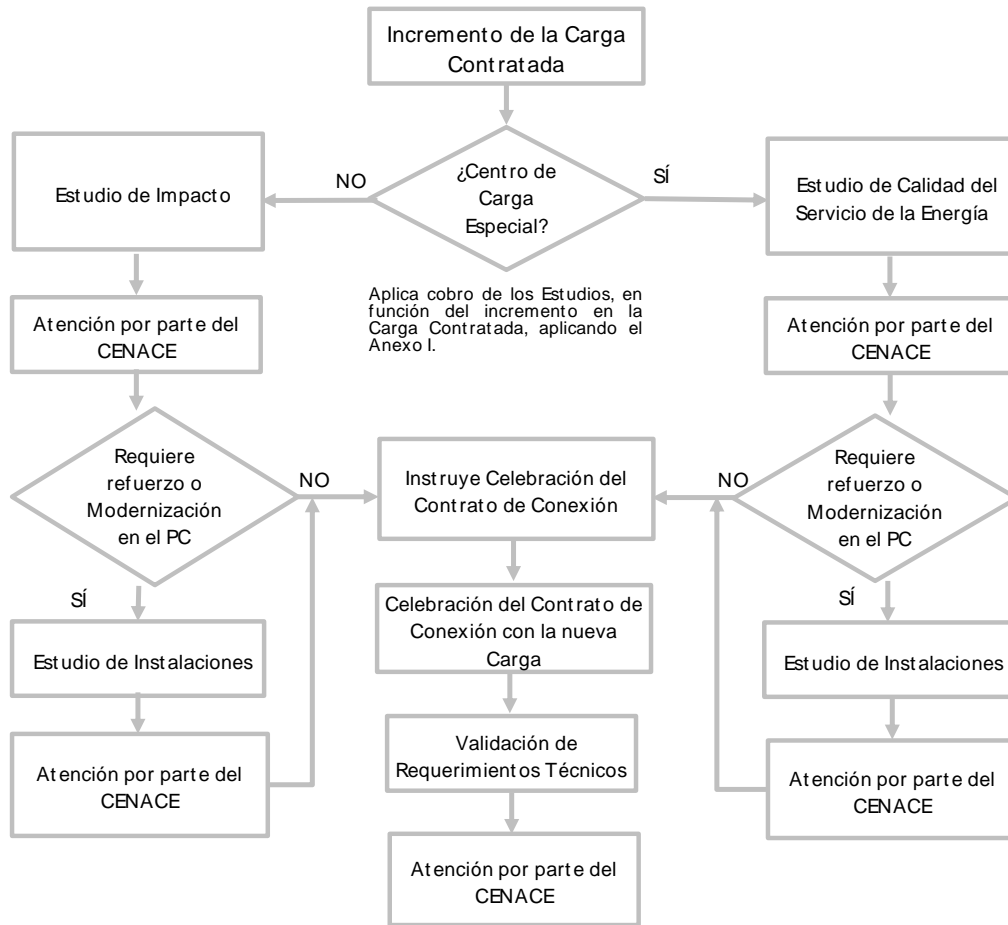 Incremento de la Carga
Contratada
¿Centro de
Carga
Especial?
NO
SÍ
Estudio de Impacto
Estudio de Calidad del
Servicio de la Energía
Aplica cobro de los Estudios, en
función del incremento en la
Carga Contratada, aplicando el
Anexo I.
Atención por parte del
CENACE
Atención por parte del
CENACE
Requiere
refuerzo o
Modernización
en el PC
NO
Instruye Celebración del
Contrato de Conexión
NO
Requiere
refuerzo o
Modernización
en el PC
SÍ
SÍ
Celebración del Contrato de
Conexión con la nueva
Carga
Estudio de Instalaciones
Estudio de Instalaciones
Validación de
Requerimientos Técnicos
Atención por parte del
CENACE
Atención por parte del
CENACE
Atención por parte del
CENACE